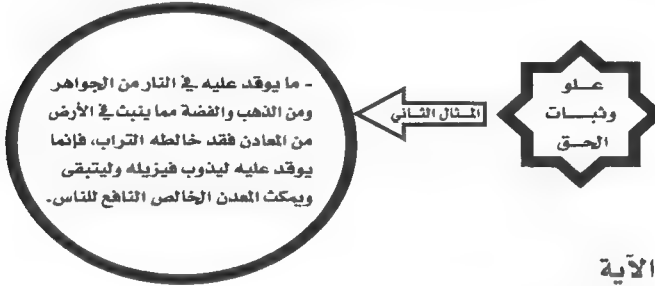 علو
وثبات
الحق
المثال الثاني
- ما يوقد عليه في النار من الجواهر
ومن الذهب والفضة مما ينبث في الأرض
من المعادن فقد خالطه التراب، فإنما
يوقد عليه ليذوب فيزيله وليتبقى
ويمكث المعدن الخالص النافع للناس.
الآية